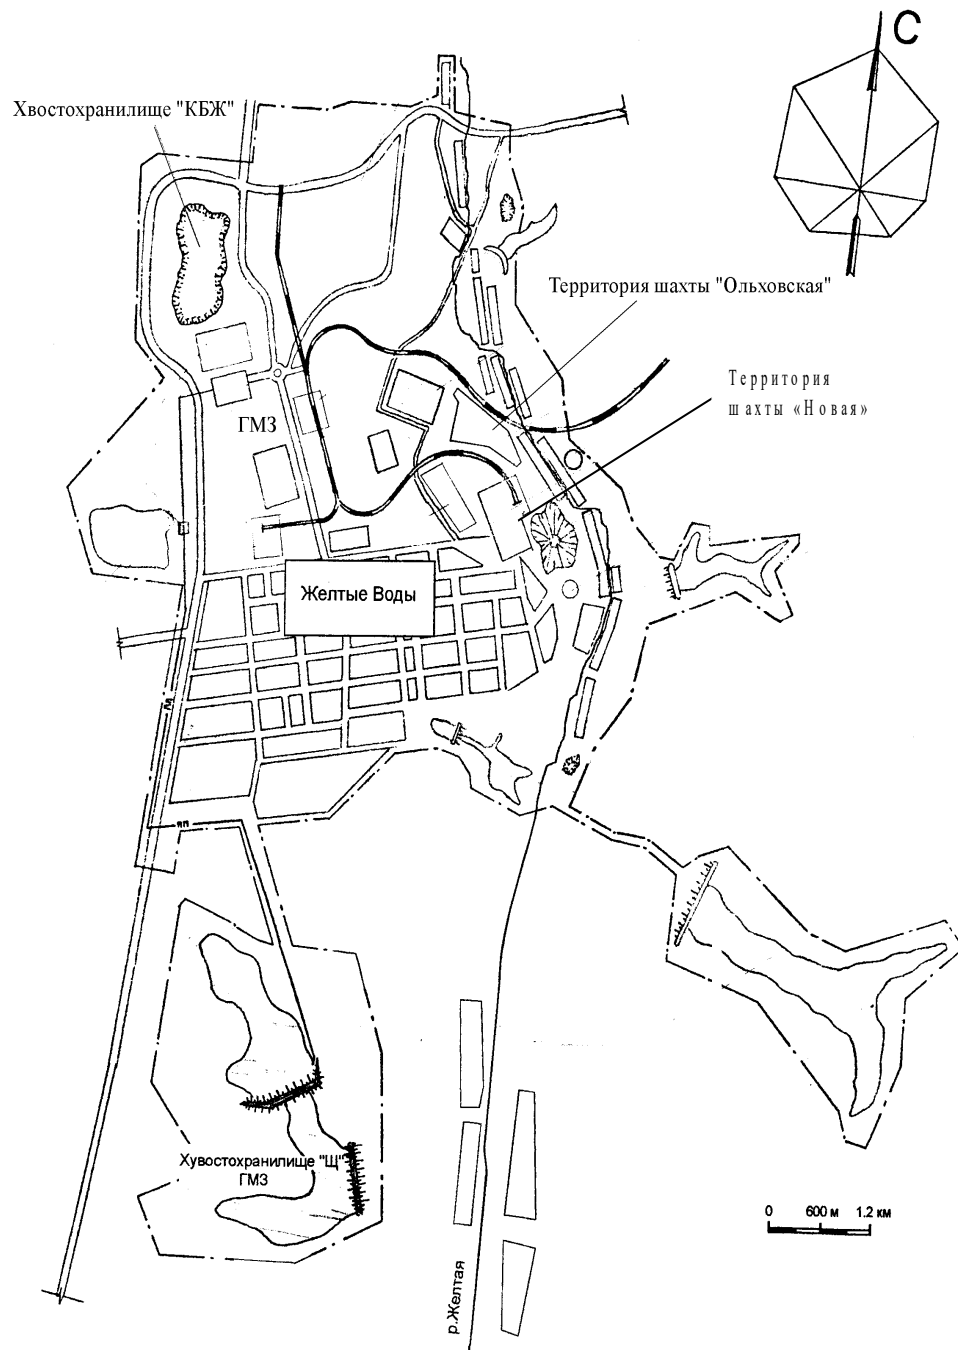 С
Хвостохранилище "КБЖ"
Территория шахты "Ольховская"
Территория
шахты «Новая»
ГМЗ
Желтые Воды
Хувостохранилище "Щ"
ГМЗ
0 600 м 1.2 км
р.Желтая